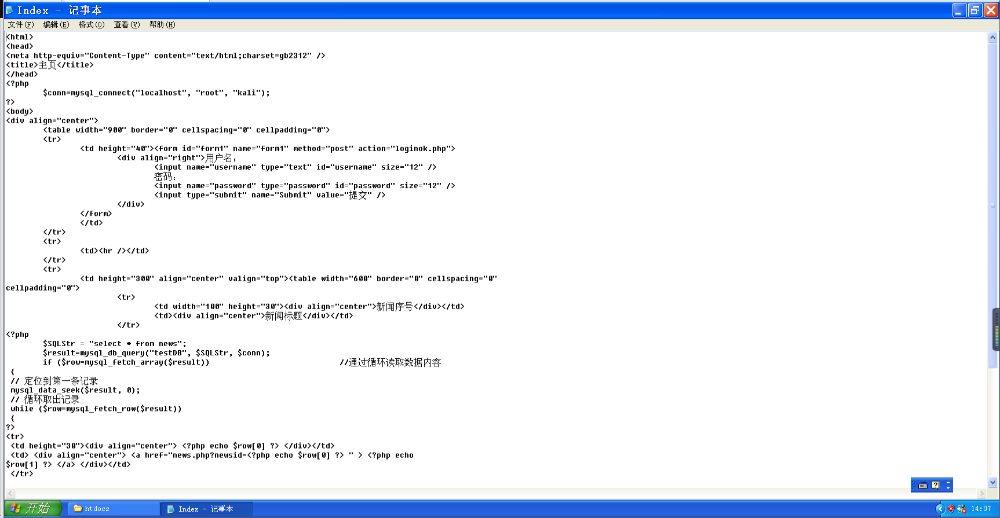 Index - 记事本
文件(F) 编辑(E) 格式(O) 查看(V) 帮助(H)
<html>
<head>
<meta http-equiv="Content-Type" content="text/html;charset=gb2312" />
<title>主页</title>
</head>
<?php
$conn=mysql_connect("localhost", "root", "kali");
?>
<body>
<div align="center">
<table width="900" border="0" cellspacing="0" cellpadding="0">
<tr>
<td height="40"><form id="form1" name="form1" method="post" action="loginok.php">
<div align="right">用户名:
<input name="username" type="text" id="username" size="12" />
密码:
<input name="password" type="password" id="password" size="12" />
<input type="submit" name="Submit" value="提交" />
</div>
</form>
</td>
</tr>
<tr>
<td><hr /></td>
</tr>
<tr>
<td height="300" align="center" valign="top"><table width="600" border="0" cellspacing="0"
cellpadding="0">
<tr>
<td width="100" height="30"><div align="center">新闻序号</div></td>
<td><div align="center">新闻标题</div></td>
</tr>
<?php
$SQLStr = "select * from news";
$result=mysql_db_query("testDB", $SQLStr, $conn);
if ($row=mysql_fetch_array($result)) //通过循环读取数据内容
{
// 定位到第一条记录
mysql_data_seek($result, 0);
// 循环取出记录
while ($row=mysql_fetch_row($result))
{
?>
<tr>
<td height="30"><div align="center"> <?php echo $row[0] ?> </div></td>
<td> <div align="center"> <a href="news.php?newsid=<?php echo $row[0] ?> " > <?php echo
$row[1] ?> </a> </div></td>
</tr>
开始 htdocs Index - 记事本 14:07